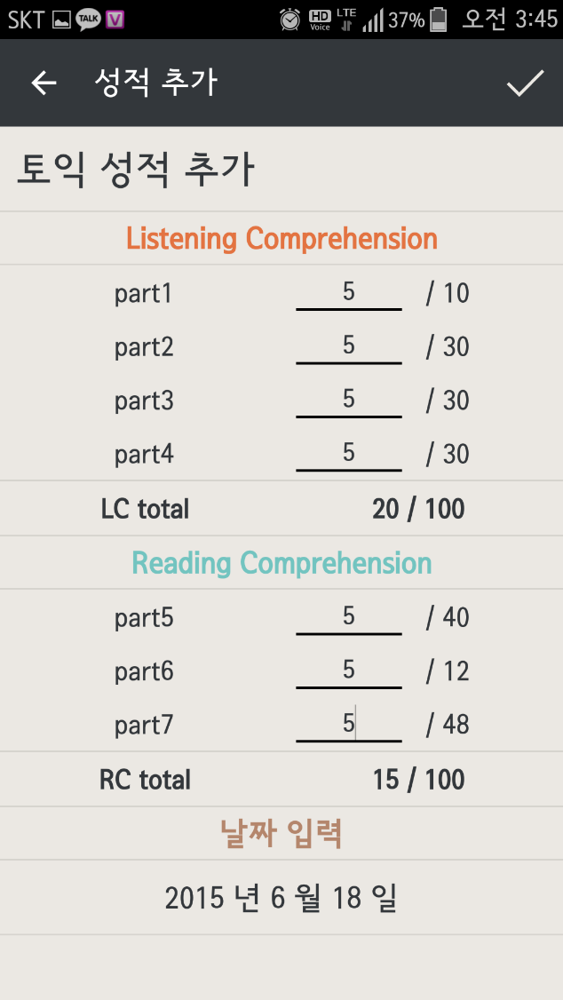 SKT TALK V HD Voice LTE 37% 오전 3:45
성적 추가
토익 성적 추가
Listening Comprehension
part1 5 / 10
part2 5 / 30
part3 5 / 30
part4 5 / 30
LC total 20 / 100
Reading Comprehension
part5 5 / 40
part6 5 / 12
part7 5 / 48
RC total 15 / 100
날짜 입력
2015 년 6 월 18 일